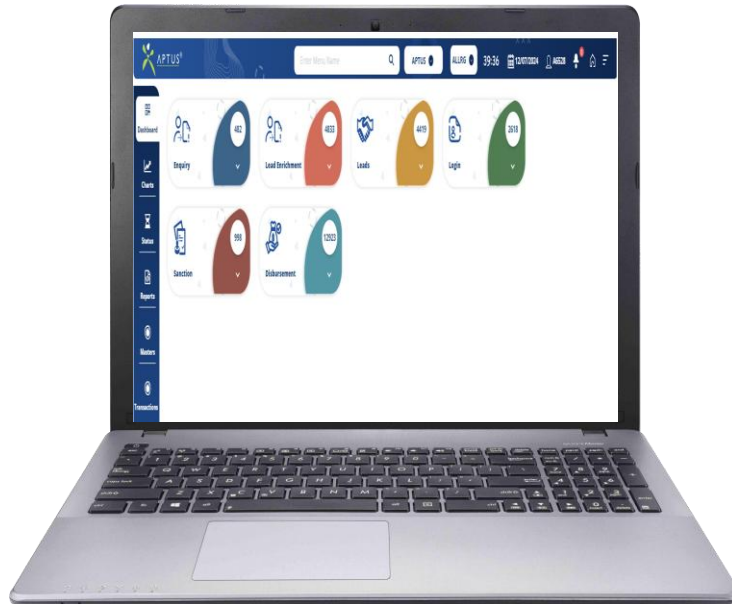 APTUS
Enter Menu Name
APTUS
ALLRG
39:36
12/07/2024
A6528
Dashboard
Charts
Status
Reports
Masters
Transactions
Enquiry
482
Lead Enrichment
4833
Leads
4419
Login
2618
Sanction
998
Disbursement
12923